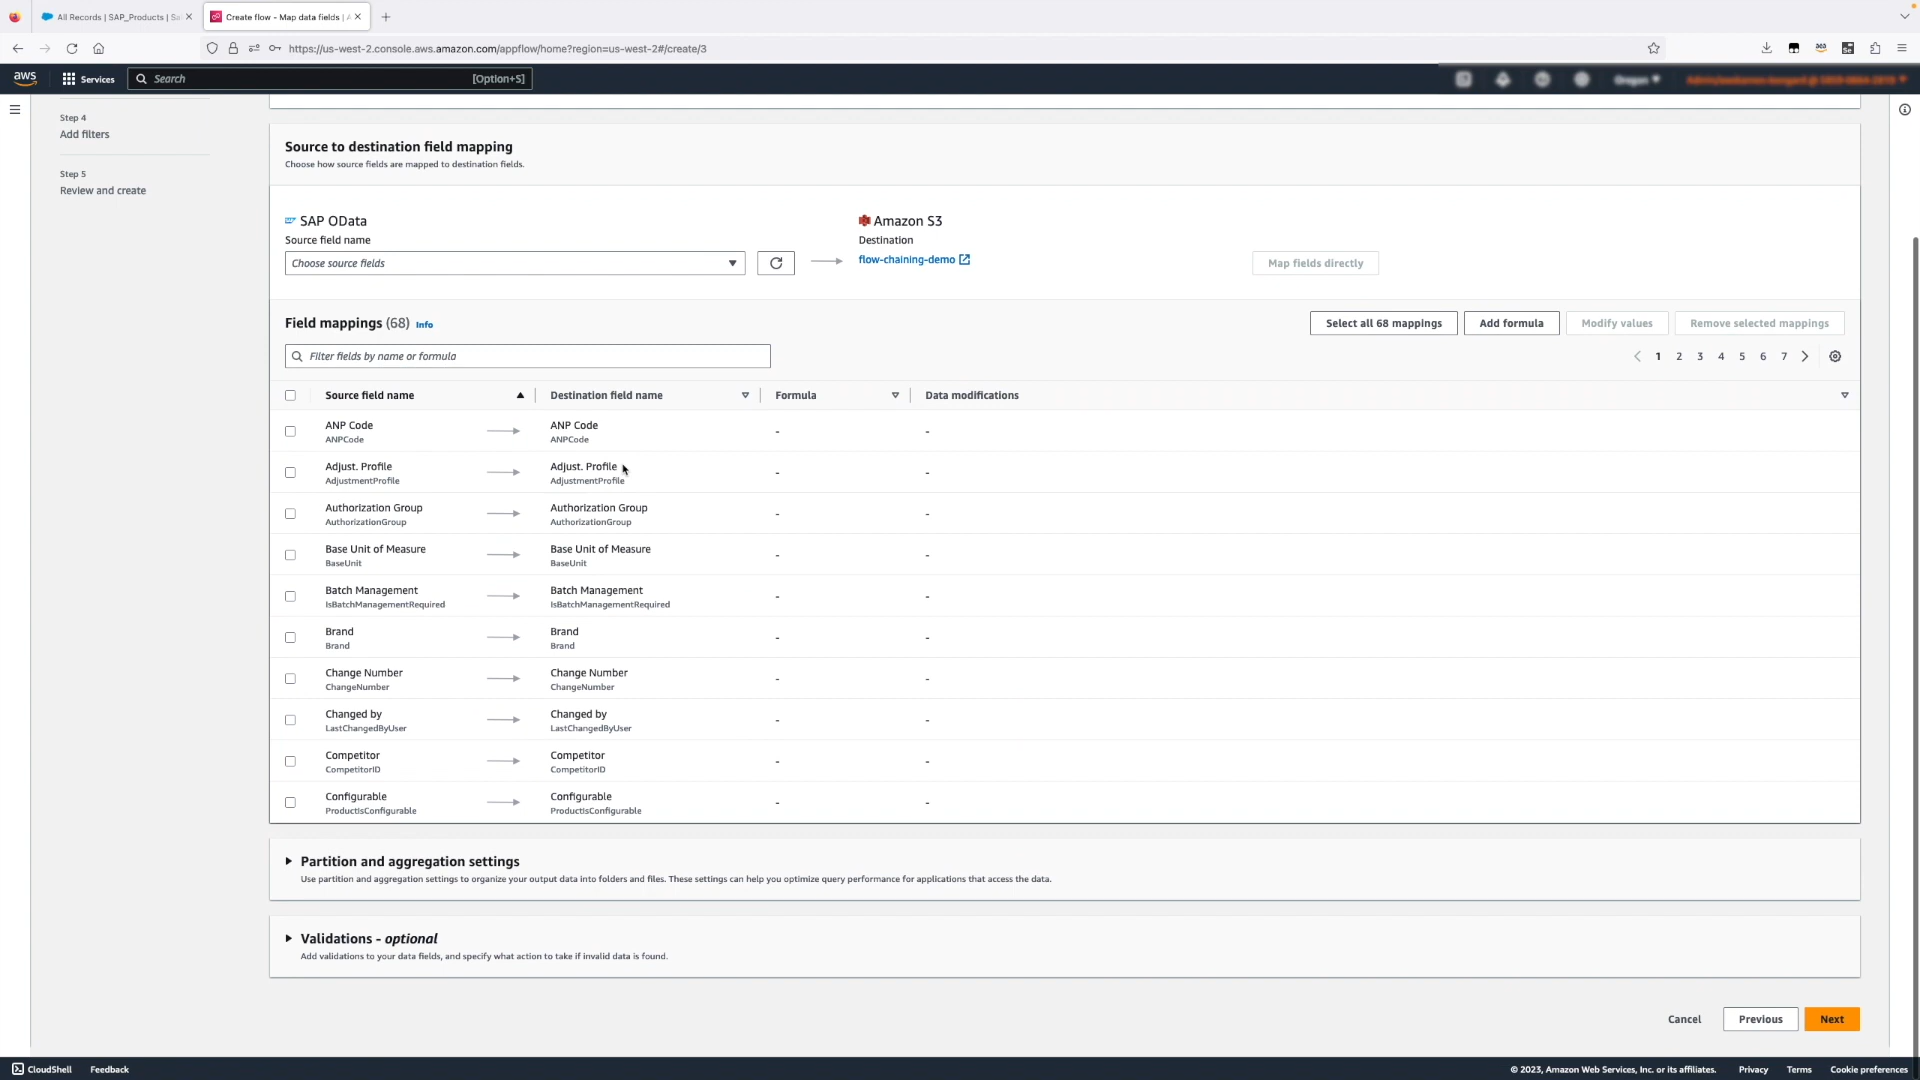 All Records | SAP_Products | Sa
Create flow - Map data fields | A
https://us-west-2.console.aws.amazon.com/appflow/home?region=us-west-2#/create/3
aws
Services
Search
[Option+S]
Oregon
Step 4
Add filters
Step 5
Review and create
Source to destination field mapping
Choose how source fields are mapped to destination fields.
SAP OData
Source field name
Choose source fields
Amazon S3
Destination
flow-chaining-demo
Map fields directly
Field mappings (68) Info
Select all 68 mappings
Add formula
Modify values
Remove selected mappings
Filter fields by name or formula
1 2 3 4 5 6 7
Source field name
Destination field name
Formula
Data modifications
ANP Code
ANPCode
ANP Code
ANPCode
-
-
Adjust. Profile
AdjustmentProfile
Adjust. Profile
AdjustmentProfile
-
-
Authorization Group
AuthorizationGroup
Authorization Group
AuthorizationGroup
-
-
Base Unit of Measure
BaseUnit
Base Unit of Measure
BaseUnit
-
-
Batch Management
IsBatchManagementRequired
Batch Management
IsBatchManagementRequired
-
-
Brand
Brand
Brand
Brand
-
-
Change Number
ChangeNumber
Change Number
ChangeNumber
-
-
Changed by
LastChangedByUser
Changed by
LastChangedByUser
-
-
Competitor
CompetitorID
Competitor
CompetitorID
-
-
Configurable
ProductIsConfigurable
Configurable
ProductIsConfigurable
-
-
Partition and aggregation settings
Use partition and aggregation settings to organize your output data into folders and files. These settings can help you optimize query performance for applications that access the data.
Validations - optional
Add validations to your data fields, and specify what action to take if invalid data is found.
Cancel
Previous
Next
CloudShell
Feedback
© 2023, Amazon Web Services, Inc. or its affiliates.
Privacy
Terms
Cookie preferences